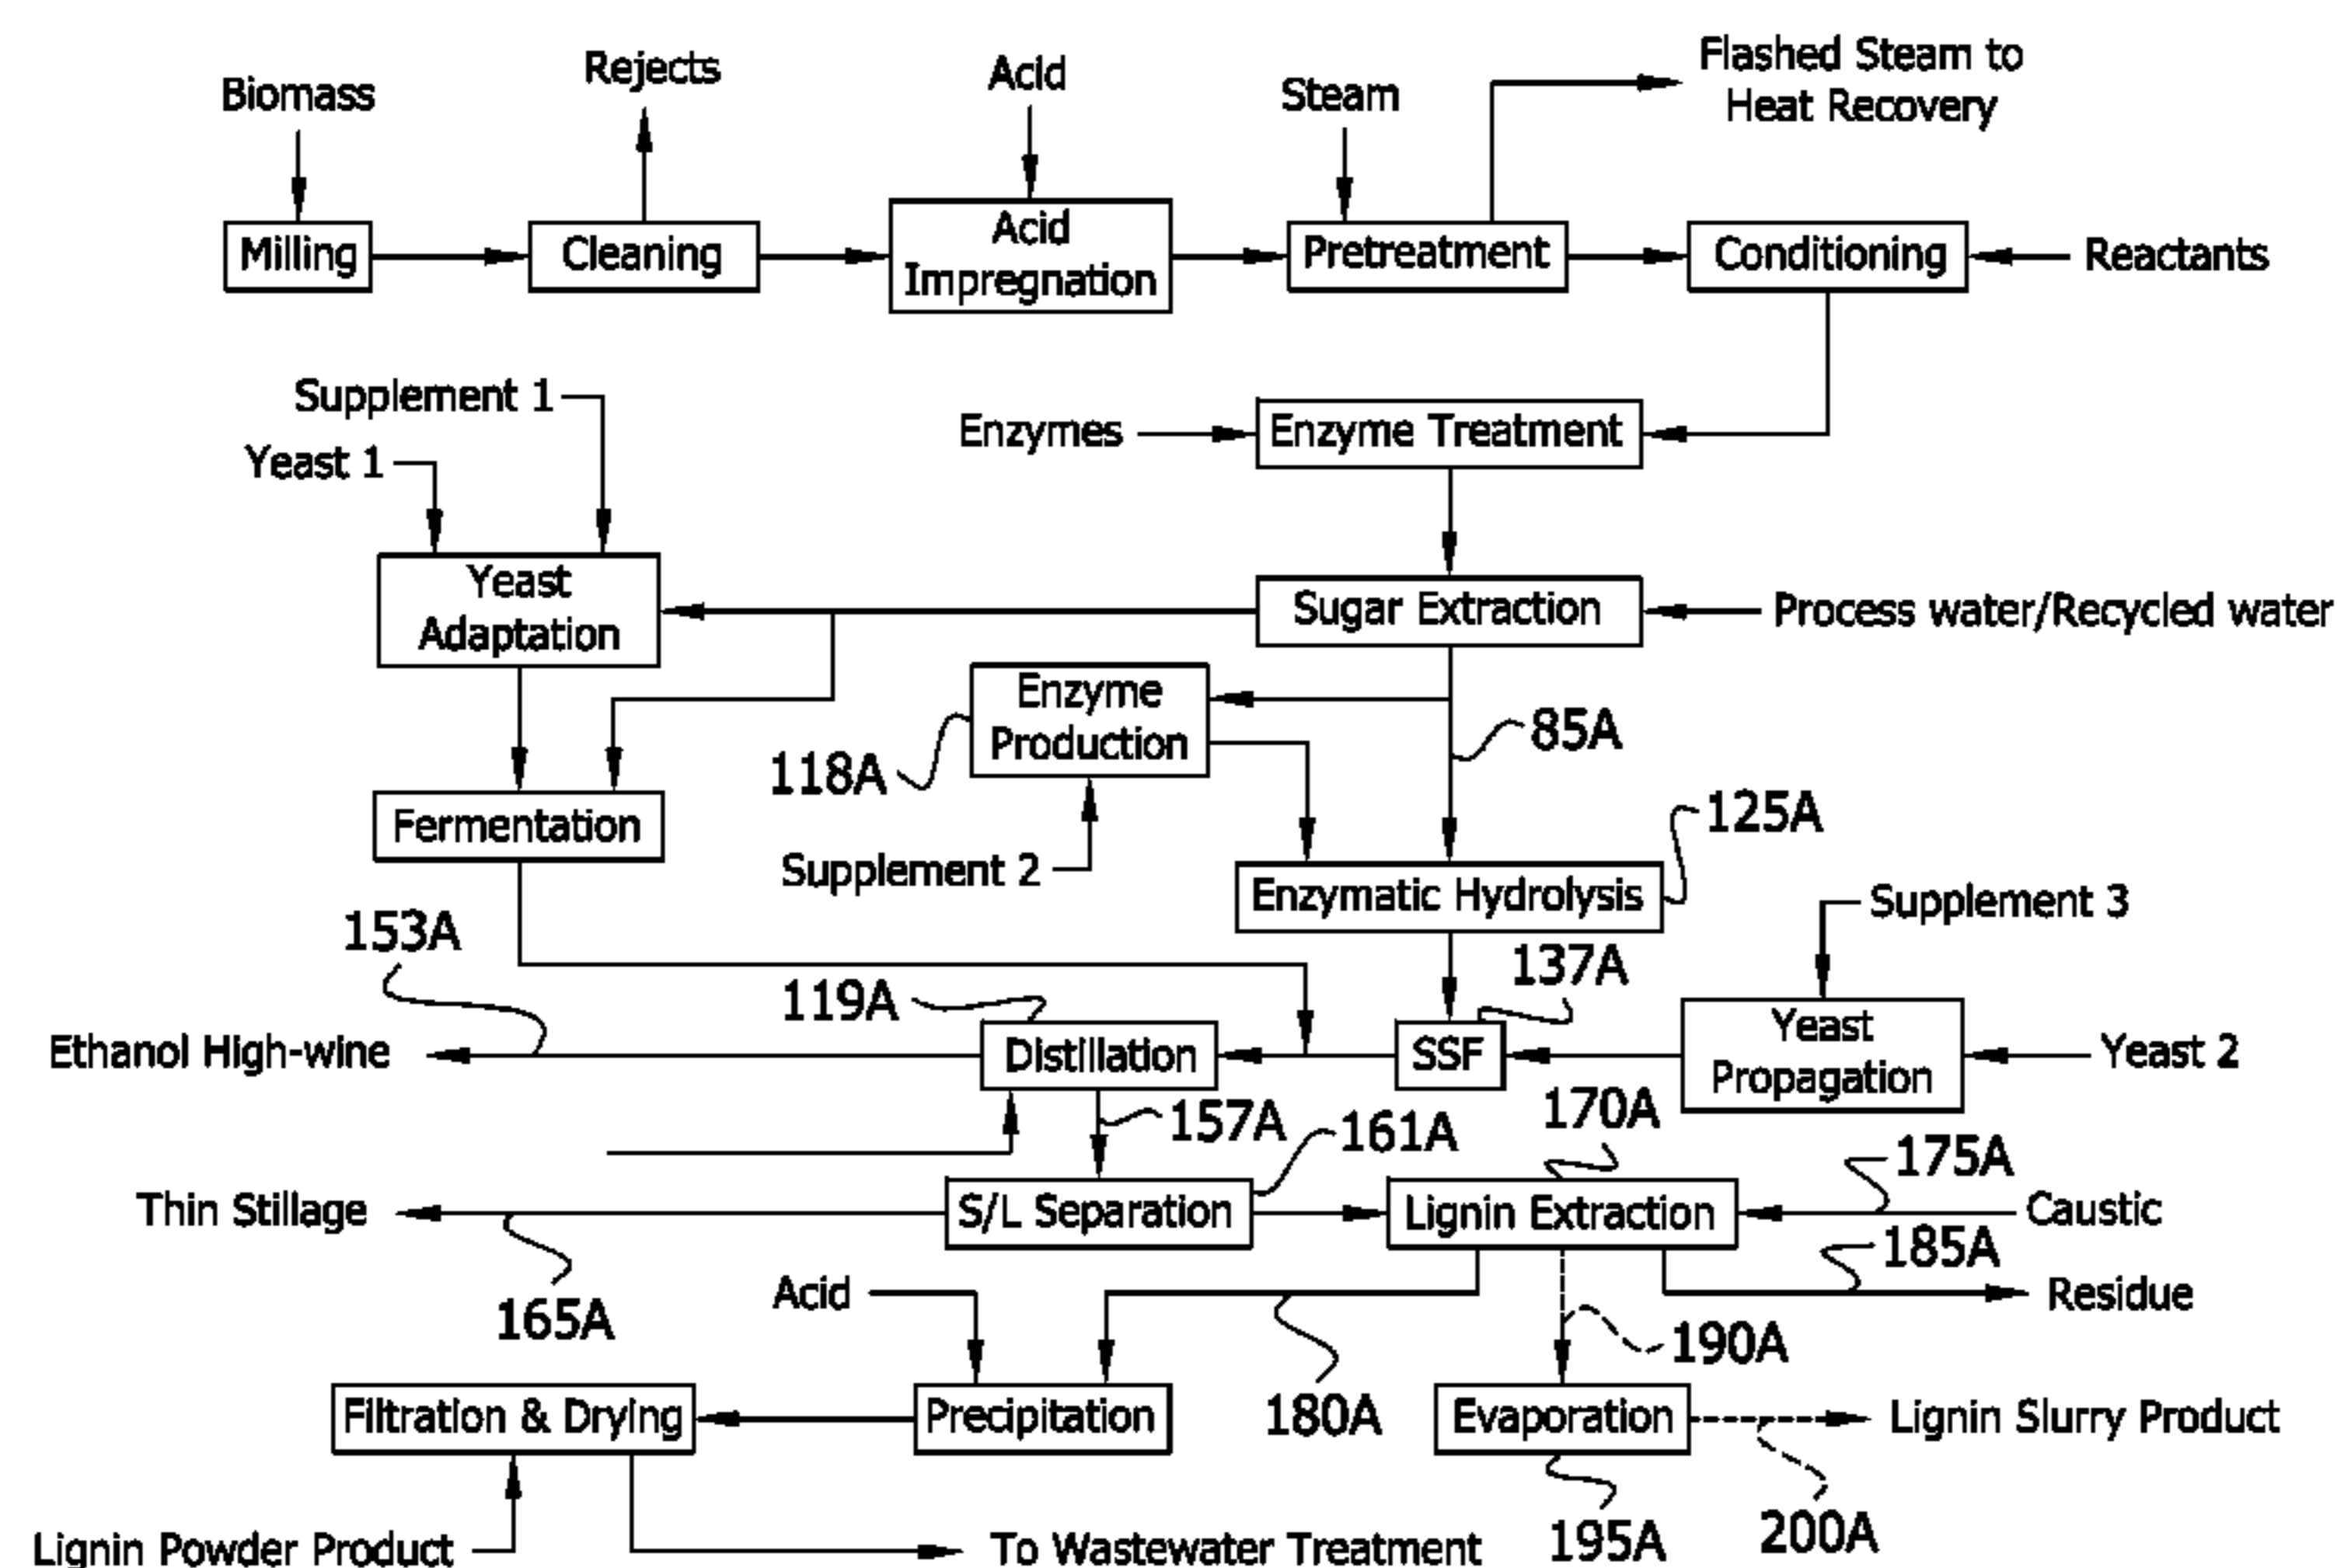 Biomass
Rejects
Acid
Steam
Flashed Steam to
Heat Recovery
Milling
Cleaning
Acid
Impregnation
Pretreatment
Conditioning
Reactants
Supplement 1
Yeast 1
Enzymes
Enzyme Treatment
Yeast
Adaptation
Sugar Extraction
Process water/Recycled water
Enzyme
Production
118A
85A
125A
Fermentation
Supplement 2
Enzymatic Hydrolysis
Supplement 3
153A
119A
137A
Ethanol High-wine
Distillation
SSF
Yeast
Propagation
Yeast 2
157A
161A
170A
175A
Thin Stillage
S/L Separation
Lignin Extraction
Caustic
185A
165A
Acid
Residue
190A
180A
Filtration & Drying
Precipitation
Evaporation
Lignin Slurry Product
Lignin Powder Product
To Wastewater Treatment
195A
200A